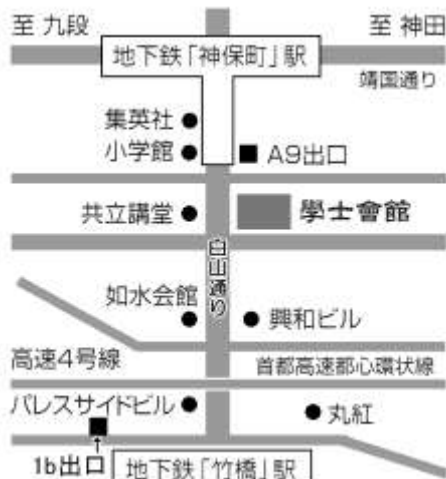 至 九段
至 神田
地下鉄「神保町」駅
靖国通り
集英社
小学館
A9出口
共立講堂
學士會館
白山通り
如水会館
興和ビル
高速4号線
首都高速都心環状線
パレスサイドビル
丸紅
1b出口
地下鉄「竹橋」駅